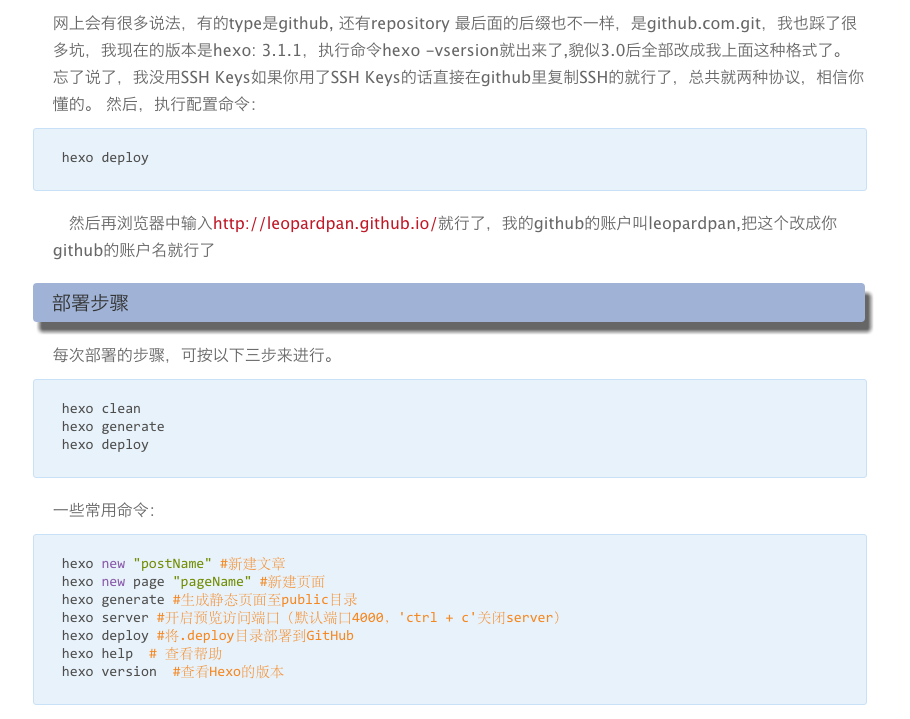 网上会有很多说法，有的type是github, 还有repository 最后面的后缀也不一样，是github.com.git，我也踩了很
多坑，我现在的版本是hexo: 3.1.1，执行命令hexo -vsersion就出来了,貌似3.0后全部改成我上面这种格式了。
忘了说了，我没用SSH Keys如果你用了SSH Keys的话直接在github里复制SSH的就行了，总共就两种协议，相信你
懂的。 然后，执行配置命令：
hexo deploy
然后再浏览器中输入http://leopardpan.github.io/就行了，我的github的账户叫leopardpan,把这个改成你
github的账户名就行了
部署步骤
每次部署的步骤，可按以下三步来进行。
hexo clean
hexo generate
hexo deploy
一些常用命令：
hexo new "postName" #新建文章
hexo new page "pageName" #新建页面
hexo generate #生成静态页面至public目录
hexo server #开启预览访问端口（默认端口4000，'ctrl + c'关闭server）
hexo deploy #将.deploy目录部署到GitHub
hexo help  # 查看帮助
hexo version  #查看Hexo的版本